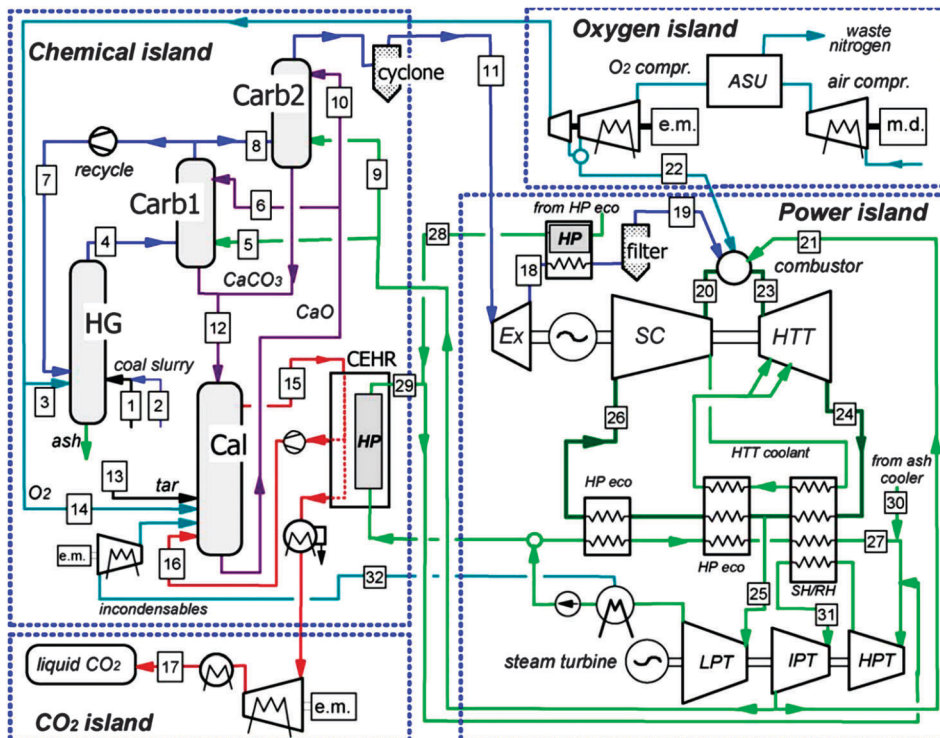 Chemical island
Oxygen island
waste
nitrogen
O2 compr.
ASU
air compr.
e.m.
m.d.
cyclone
11
Carb2
10
recycle
8
9
22
7
Carb1
6
5
4
CaCO3
CaO
HG
12
coal slurry
3
1
2
ash
Power island
from HP eco
28
HP
19
filter
21
18
combustor
20
23
Ex
SC
HTT
15
CEHR
29
HP
26
24
Cal
13
tar
O2
14
e.m.
16
incondensables
32
HTT coolant
from ash
cooler
HP eco
30
27
HP eco
SH/RH
25
31
steam turbine
LPT
IPT
HPT
liquid CO2
17
e.m.
CO2 island